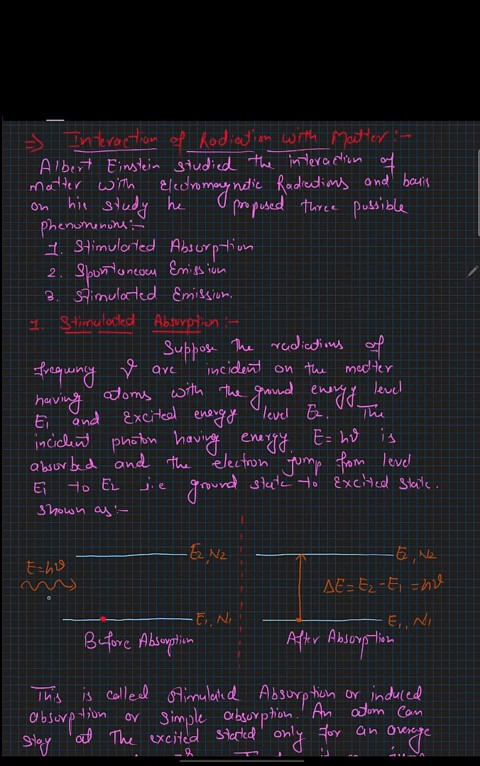 ⇒ Interaction of Radiation with Matter:-
Albert Einstein studied the interaction of
matter with electromagnetic Radiations and basis
on his study he proposed three possible
phenomenons:-
1. Stimulated Absorption
2. Spontaneous Emission
3. Stimulated Emission.
1. Stimulated Absorption:-
Suppose the radiations of
frequency ν are incident on the matter
having atoms with the ground energy level
E₁ and excited energy level E₂. The
incident photon having energy E=hν is
absorbed and the electron jump from level
E₁ to E₂ i.e ground state to excited state.
shown as:-
E=hν
E₂,N₂
E₁,N₁
Before Absorption
E₂,N₂
ΔE=E₂-E₁=hν
E₁,N₁
After Absorption
This is called stimulated Absorption or induced
absorption or simple absorption. An atom can
stay at The excited stated only for an average